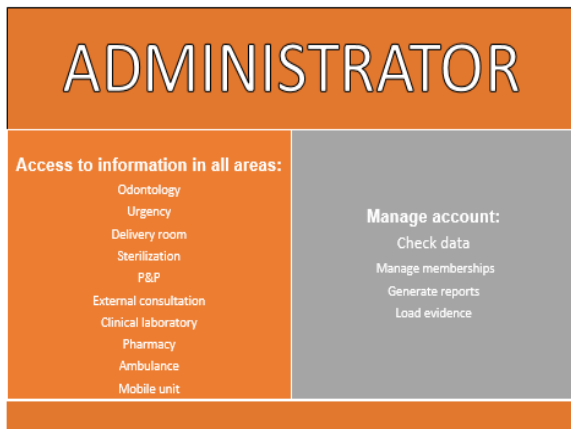 ADMINISTRATOR
Access to information in all areas:
Odontology
Urgency
Delivery room
Sterilization
P&P
External consultation
Clinical laboratory
Pharmacy
Ambulance
Mobile unit
Manage account:
Check data
Manage memberships
Generate reports
Load evidence